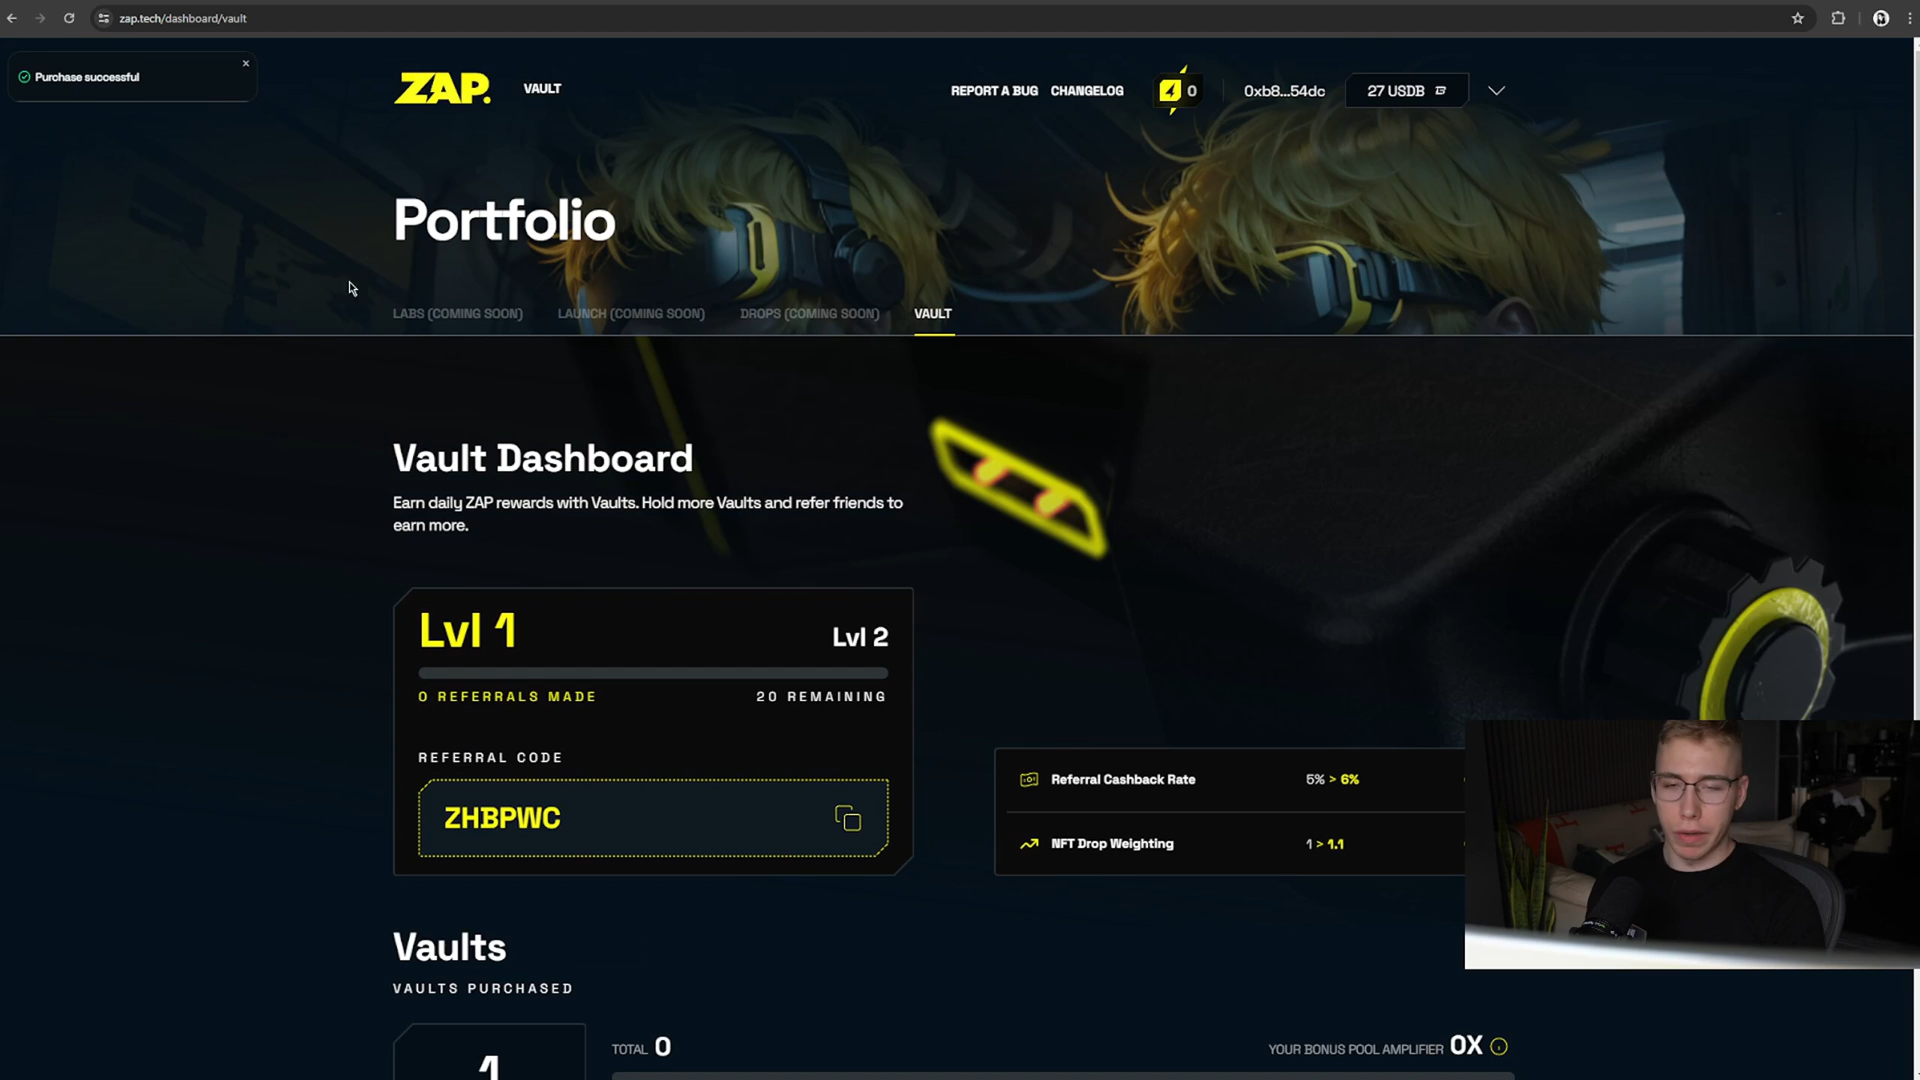 zap.tech/dashboard/vault
Purchase successful
ZAP.
VAULT
REPORT A BUG
CHANGELOG
0
0xb8...54dc
27 USDB
Portfolio
LABS (COMING SOON)
LAUNCH (COMING SOON)
DROPS (COMING SOON)
VAULT
Vault Dashboard
Earn daily ZAP rewards with Vaults. Hold more Vaults and refer friends to
earn more.
Lvl 1
Lvl 2
0 REFERRALS MADE
20 REMAINING
REFERRAL CODE
ZHBPWC
Referral Cashback Rate
5% > 6%
NFT Drop Weighting
1 > 1.1
Vaults
VAULTS PURCHASED
1
TOTAL 0
YOUR BONUS POOL AMPLIFIER 0X